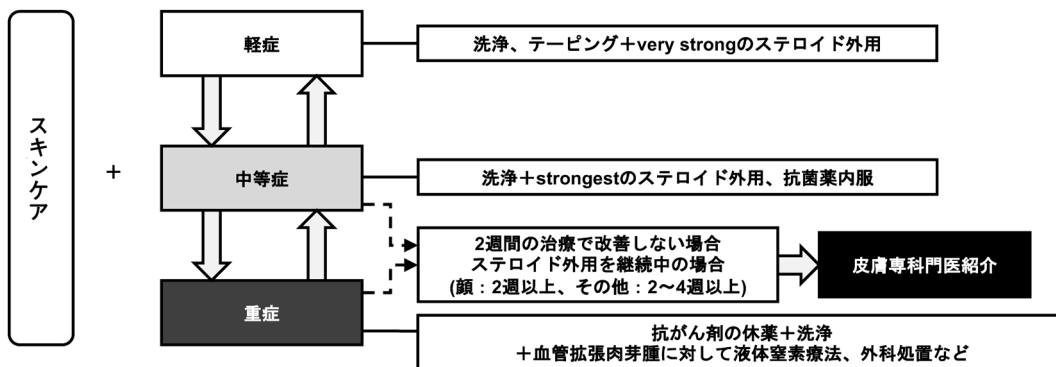 スキンケア
+
軽症
洗浄、テーピング＋very strongのステロイド外用
中等症
洗浄＋strongestのステロイド外用、抗菌薬内服
2週間の治療で改善しない場合
ステロイド外用を継続中の場合
(顔：2週以上、その他：2～4週以上)
皮膚専科門医紹介
重症
抗がん剤の休薬＋洗浄
＋血管拡張肉芽腫に対して液体窒素療法、外科処置など